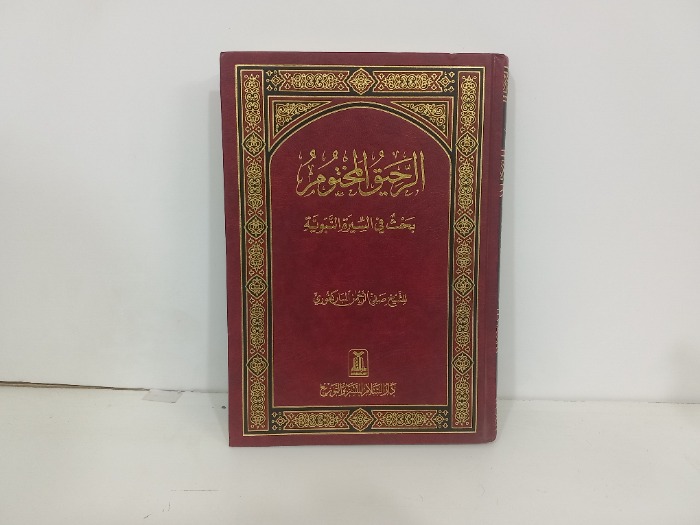 الرحيق المختوم
بحث في السيرة النبوية
للشيخ صفي الرحمن المباركفوري
دار السلام للنشر والتوزيع